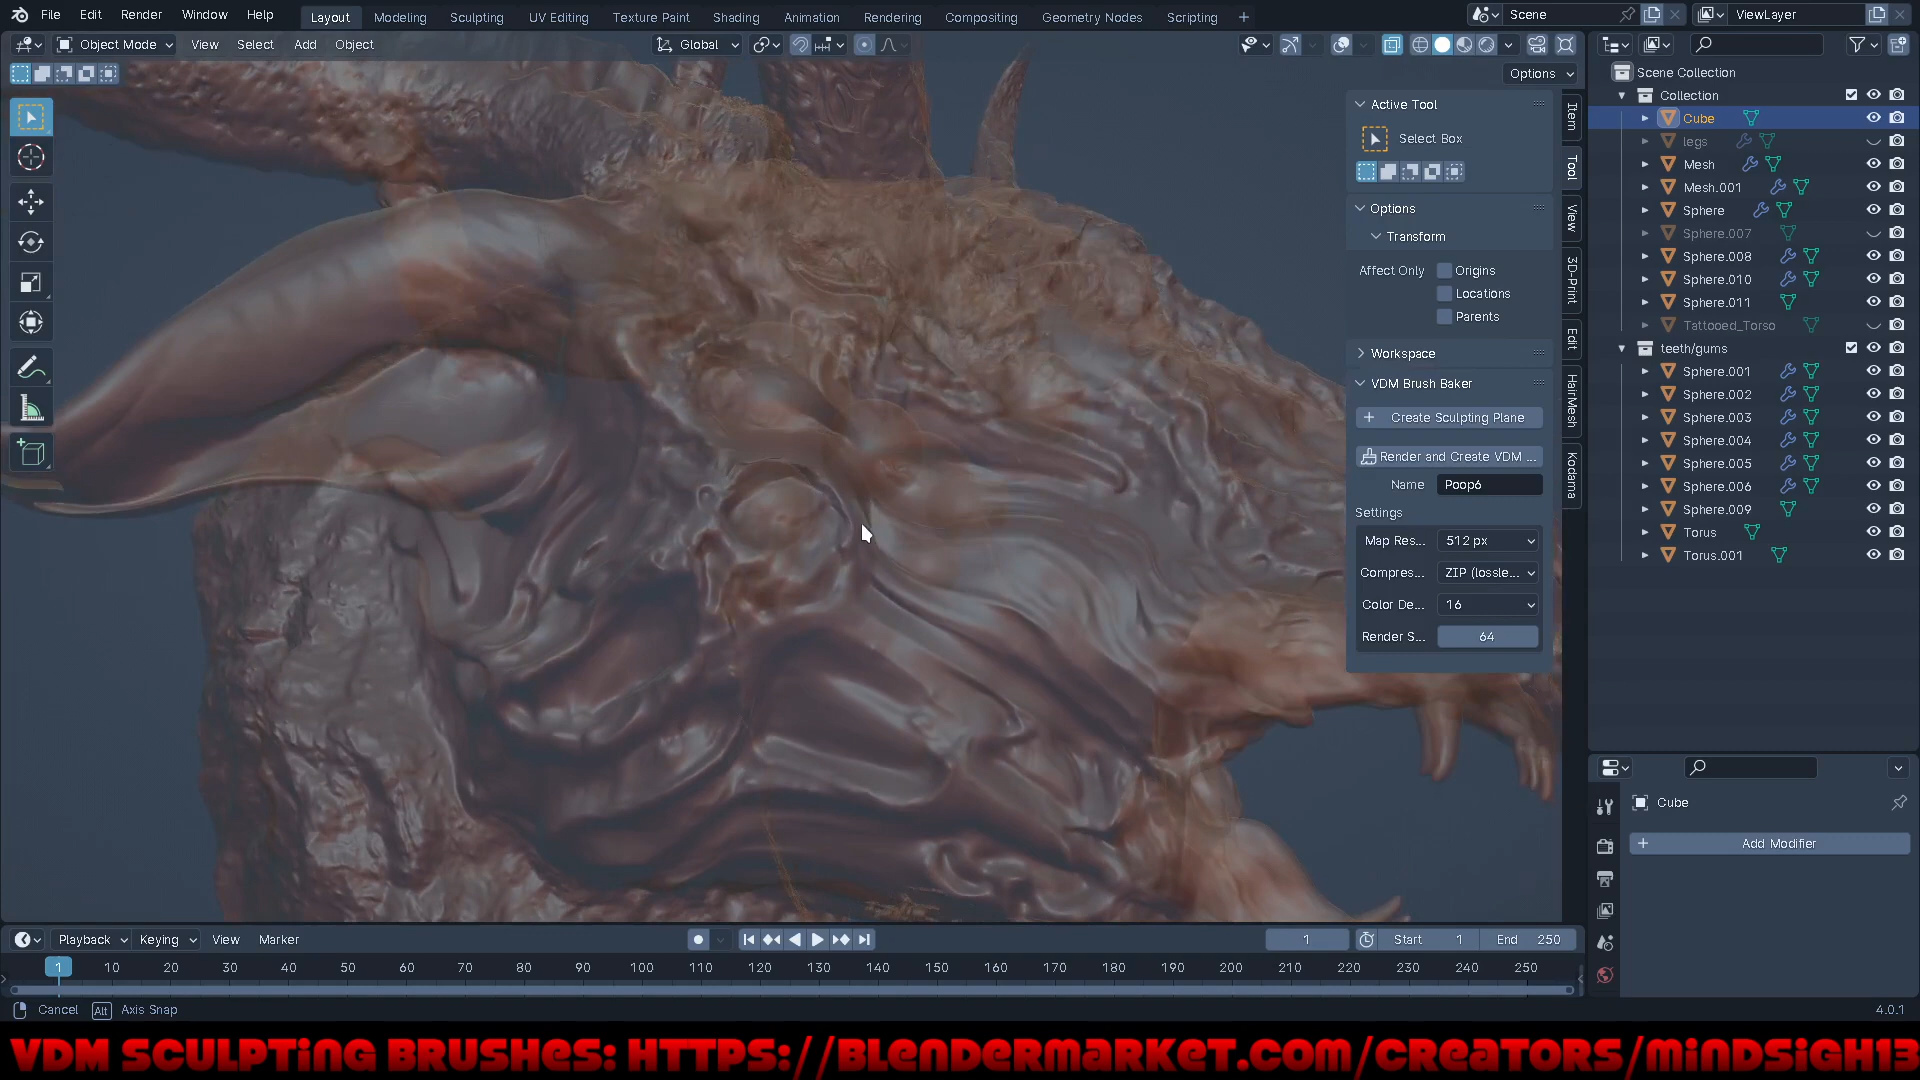 File Edit Render Window Help Layout Modeling Sculpting UV Editing Texture Paint Shading Animation Rendering Compositing Geometry Nodes Scripting + Scene ViewLayer
Object Mode View Select Add Object Global
Options
Scene Collection
Collection
Cube
legs
Mesh
Mesh.001
Sphere
Sphere.007
Sphere.008
Sphere.010
Sphere.011
Tattooed_Torso
teeth/gums
Sphere.001
Sphere.002
Sphere.003
Sphere.004
Sphere.005
Sphere.006
Sphere.009
Torus
Torus.001
Active Tool
Select Box
Options
Transform
Affect Only Origins
Locations
Parents
Workspace
VDM Brush Baker
+ Create Sculpting Plane
Render and Create VDM ...
Name Poop6
Settings
Map Res... 512 px
Compres... ZIP (lossle...
Color De... 16
Render S... 64
Item
Tool
View
3D-Print
Edit
HairMesh
Kodama
Cube
+ Add Modifier
Playback Keying View Marker 1 Start 1 End 250
1 10 20 30 40 50 60 70 80 90 100 110 120 130 140 150 160 170 180 190 200 210 220 230 240 250
Cancel Alt Axis Snap 4.0.1
VDM SCULPTING BRUSHES: HTTPS://BLENDERMARKET.COM/CREATORS/MINDSIGH13